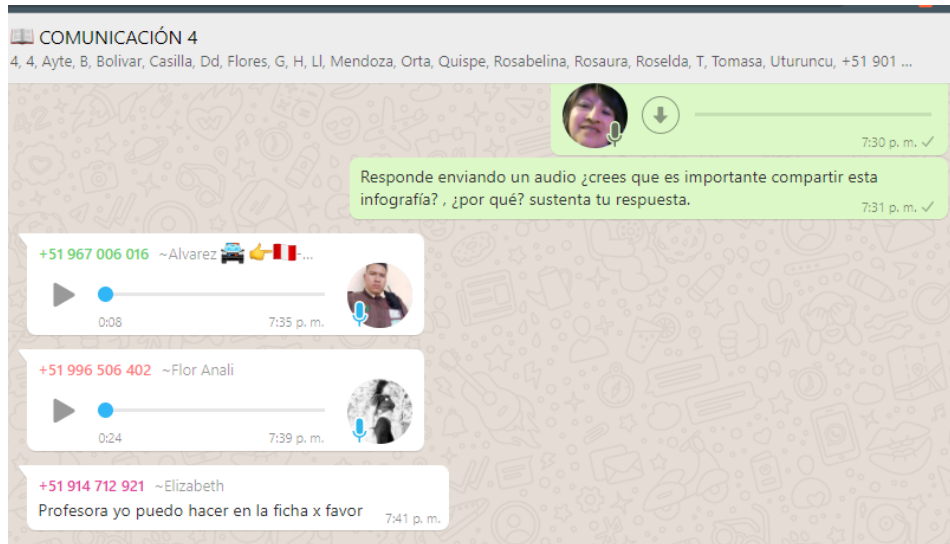 📖 COMUNICACIÓN 4
4, 4, Ayte, B, Bolivar, Casilla, Dd, Flores, G, H, Ll, Mendoza, Orta, Quispe, Rosabelina, Rosaura, Roselda, T, Tomasa, Uturuncu, +51 901 ...
7:30 p. m.
Responde enviando un audio ¿crees que es importante compartir esta
infografía? , ¿por qué? sustenta tu respuesta.
7:31 p. m.
+51 967 006 016 ~Alvarez 🚘 👉🇵🇪-...
0:08 7:35 p. m.
+51 996 506 402 ~Flor Anali
0:24 7:39 p. m.
+51 914 712 921 ~Elizabeth
Profesora yo puedo hacer en la ficha x favor 7:41 p. m.